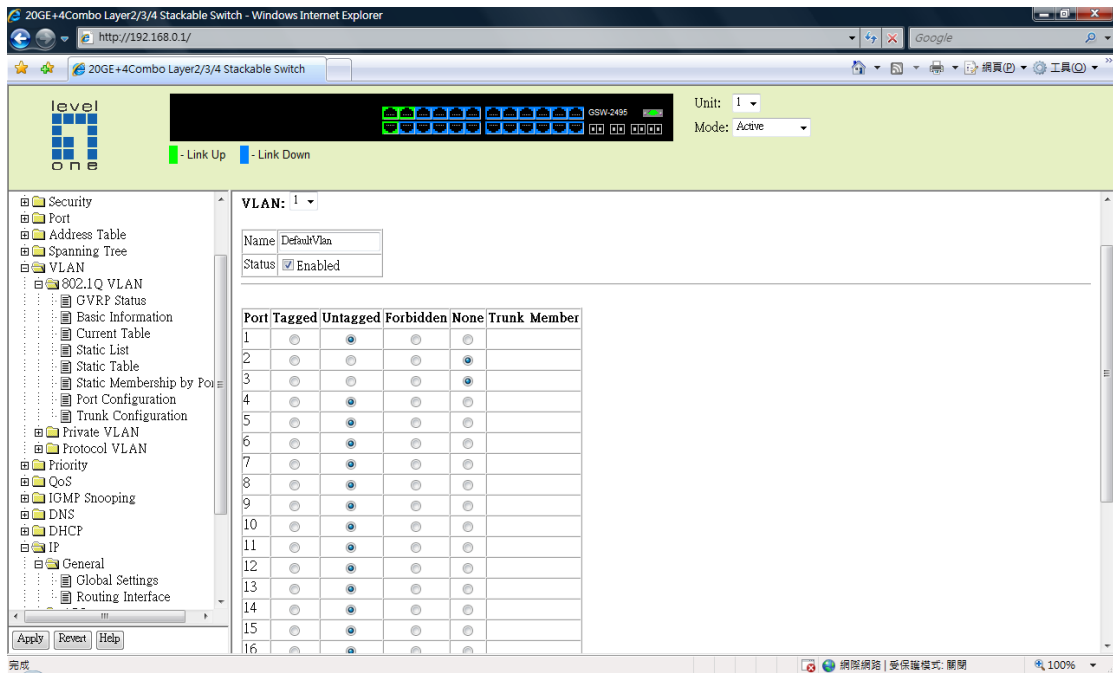 20GE+4Combo Layer2/3/4 Stackable Switch - Windows Internet Explorer
http://192.168.0.1/
Google
20GE+4Combo Layer2/3/4 Stackable Switch
網頁(P)
工具(O)
level
one
GSW-2495
- Link Up
- Link Down
Unit: 1
Mode: Active
Security
Port
Address Table
Spanning Tree
VLAN
802.1Q VLAN
GVRP Status
Basic Information
Current Table
Static List
Static Table
Static Membership by Por
Port Configuration
Trunk Configuration
Private VLAN
Protocol VLAN
Priority
QoS
IGMP Snooping
DNS
DHCP
IP
General
Global Settings
Routing Interface
Apply Revert Help
VLAN: 1
Name DefaultVlan
Status Enabled
Port Tagged Untagged Forbidden None Trunk Member
1
2
3
4
5
6
7
8
9
10
11
12
13
14
15
16
完成
網際網路 | 受保護模式: 關閉
100%